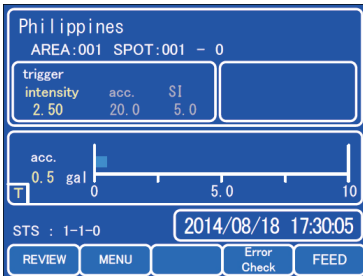 Philippines
AREA:001 SPOT:001 - 0
trigger
intensity acc. SI
2.50 20.0 5.0
acc.
0.5 gal
T 0 5.0 10
STS : 1-1-0 2014/08/18 17:30:05
REVIEW MENU Error Check FEED